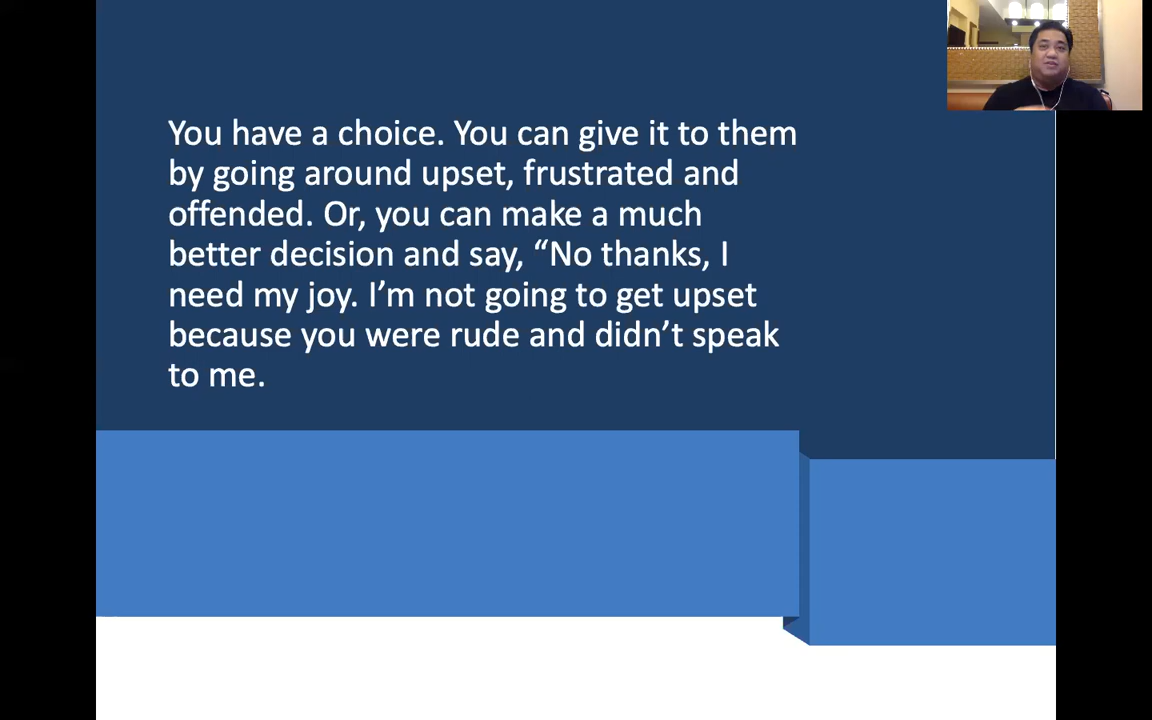 You have a choice. You can give it to them
by going around upset, frustrated and
offended. Or, you can make a much
better decision and say, “No thanks, I
need my joy. I’m not going to get upset
because you were rude and didn’t speak
to me.